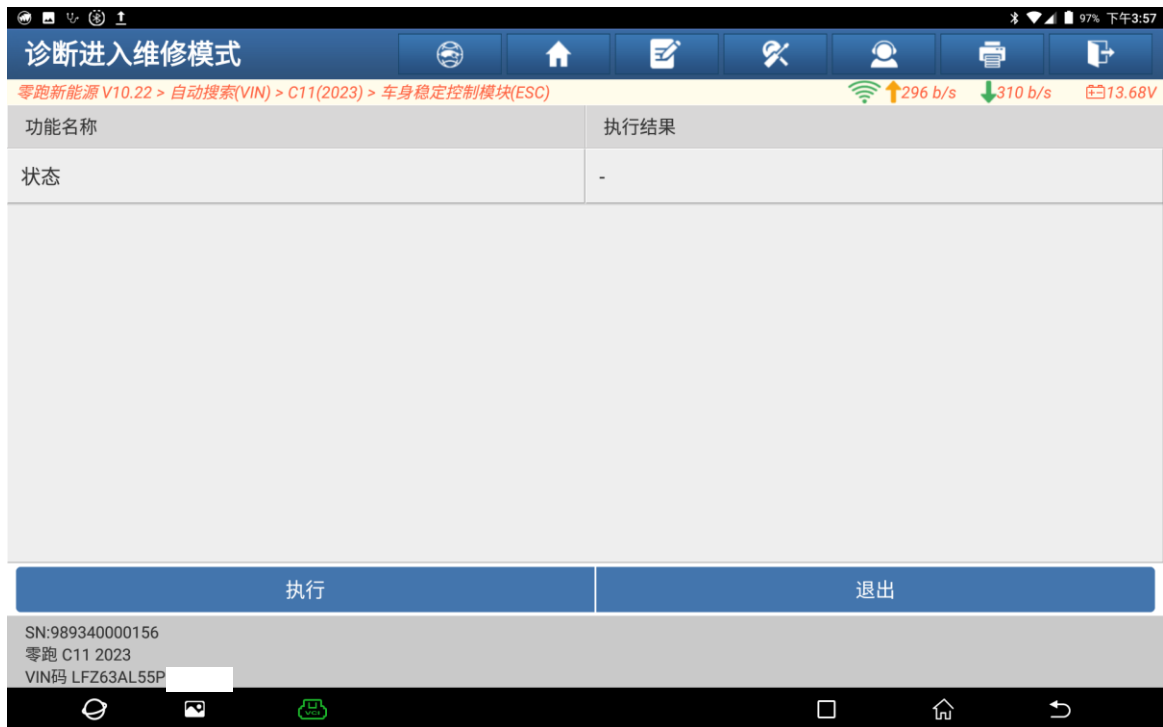 97% 下午3:57
诊断进入维修模式
零跑新能源 V10.22 > 自动搜索(VIN) > C11(2023) > 车身稳定控制模块(ESC) 296 b/s 310 b/s 13.68V
功能名称 执行结果
状态 -
执行 退出
SN:989340000156
零跑 C11 2023
VIN码 LFZ63AL55P
VCI